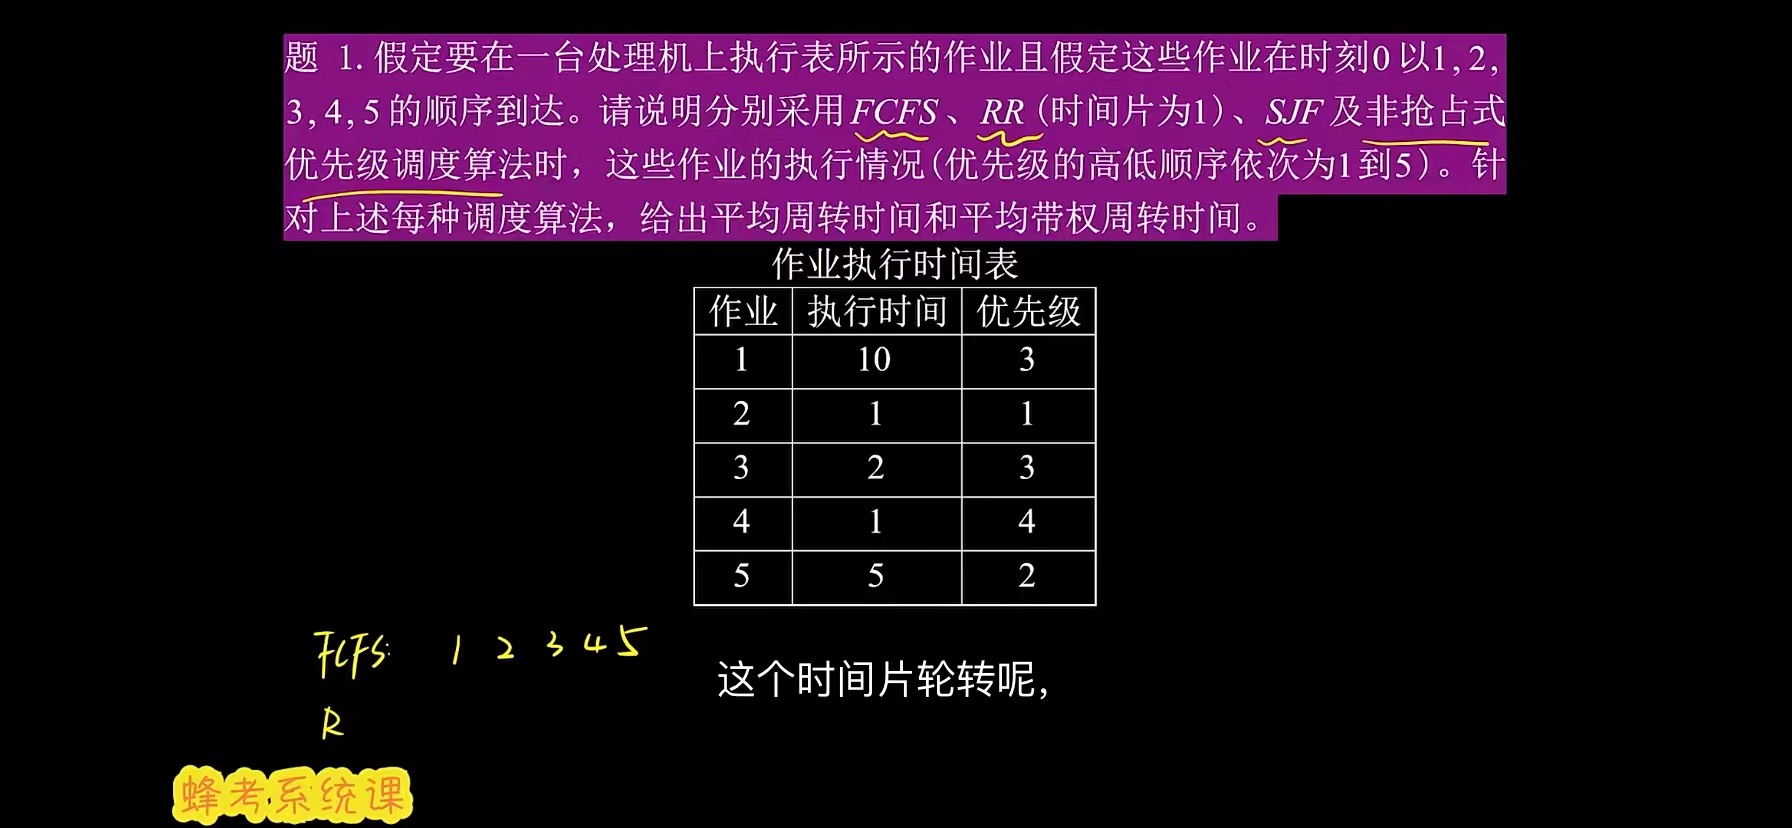 题 1. 假定要在一台处理机上执行表所示的作业且假定这些作业在时刻0以1, 2,
3, 4, 5的顺序到达。请说明分别采用FCFS、RR(时间片为1)、SJF及非抢占式
优先级调度算法时，这些作业的执行情况(优先级的高低顺序依次为1到5)。针
对上述每种调度算法，给出平均周转时间和平均带权周转时间。
作业执行时间表
作业 执行时间 优先级
1 10 3
2 1 1
3 2 3
4 1 4
5 5 2
FCFS: 1 2 3 4 5
这个时间片轮转呢，
R
蜂考系统课